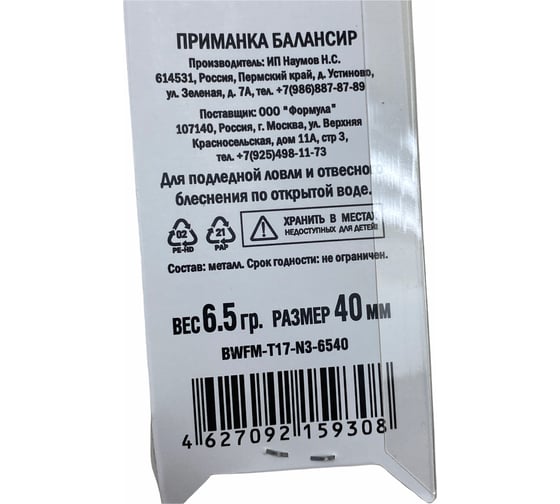 ПРИМАНКА БАЛАНСИР
Производитель: ИП Наумов Н.С.
614531, Россия, Пермский край, д. Устиново,
ул. Зеленая, д. 7А, тел. +7(986)887-87-89
Поставщик: ООО "Формула"
107140, Россия, г. Москва, ул. Верхняя
Красносельская, дом 11А, стр 3,
тел. +7(925)498-11-73
Для подледной ловли и отвесного
блеснения по открытой воде.
02
PE-HD
21
PAP
ХРАНИТЬ В МЕСТАХ,
НЕДОСТУПНЫХ ДЛЯ ДЕТЕЙ!
Состав: металл. Срок годности: не ограничен.
ВЕС 6.5 гр. РАЗМЕР 40 мм
BWFM-T17-N3-6540
4 627092 159308